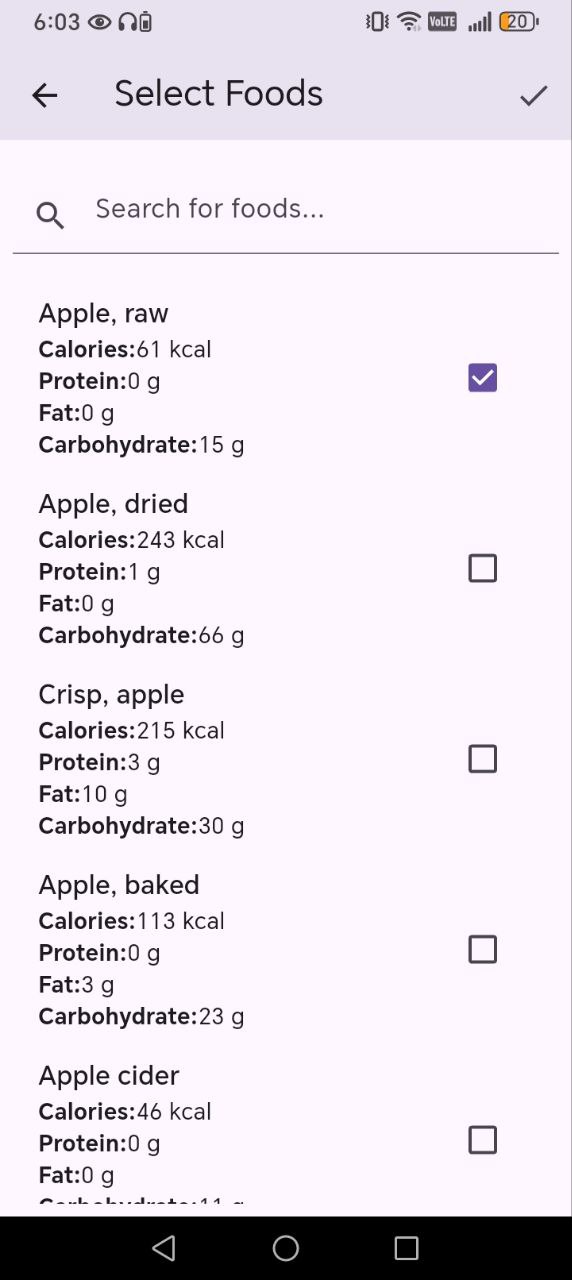 6:03 VoLTE 20
Select Foods
Search for foods...
Apple, raw
Calories:61 kcal
Protein:0 g
Fat:0 g
Carbohydrate:15 g
Apple, dried
Calories:243 kcal
Protein:1 g
Fat:0 g
Carbohydrate:66 g
Crisp, apple
Calories:215 kcal
Protein:3 g
Fat:10 g
Carbohydrate:30 g
Apple, baked
Calories:113 kcal
Protein:0 g
Fat:3 g
Carbohydrate:23 g
Apple cider
Calories:46 kcal
Protein:0 g
Fat:0 g
Carbohydrate:11 g